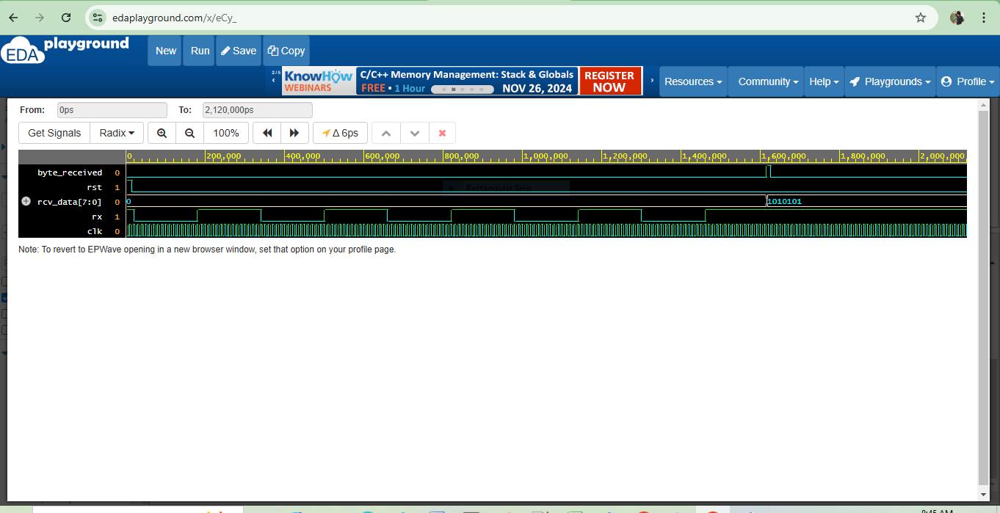 edaplayground.com/x/eCy_
EDA playground
New Run Save Copy
2/5
KnowHow WEBINARS
C/C++ Memory Management: Stack & Globals
FREE • 1 Hour NOV 26, 2024
REGISTER NOW
Resources Community Help Playgrounds Profile
From: 0ps To: 2,120,000ps
Get Signals Radix 100% Δ 6ps
0 200,000 400,000 600,000 800,000 1,000,000 1,200,000 1,400,000 1,600,000 1,800,000 2,000,000
byte_received 0
rst 1
Rectangular Snip
rcv_data[7:0] 0 0 1010101
rx 1
clk 0
Note: To revert to EPWave opening in a new browser window, set that option on your profile page.